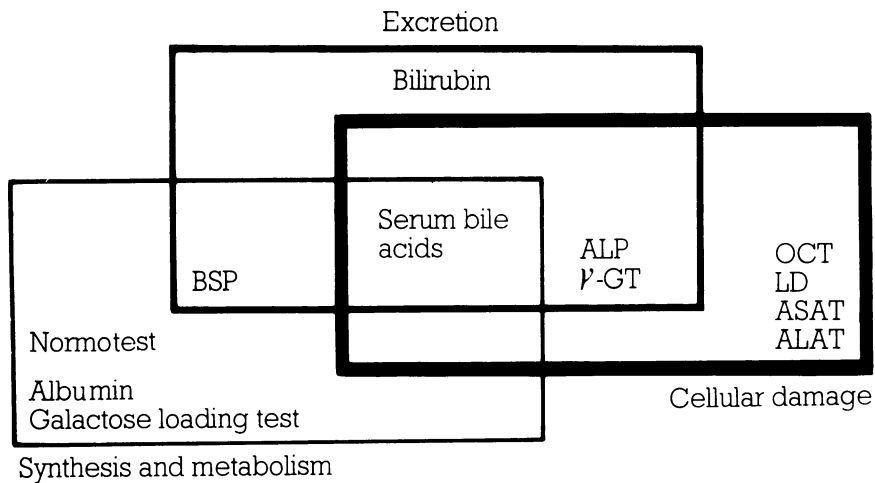 Excretion
Bilirubin
Serum bile
acids
BSP
ALP
γ-GT
OCT
LD
ASAT
ALAT
Normotest
Albumin
Galactose loading test
Cellular damage
Synthesis and metabolism